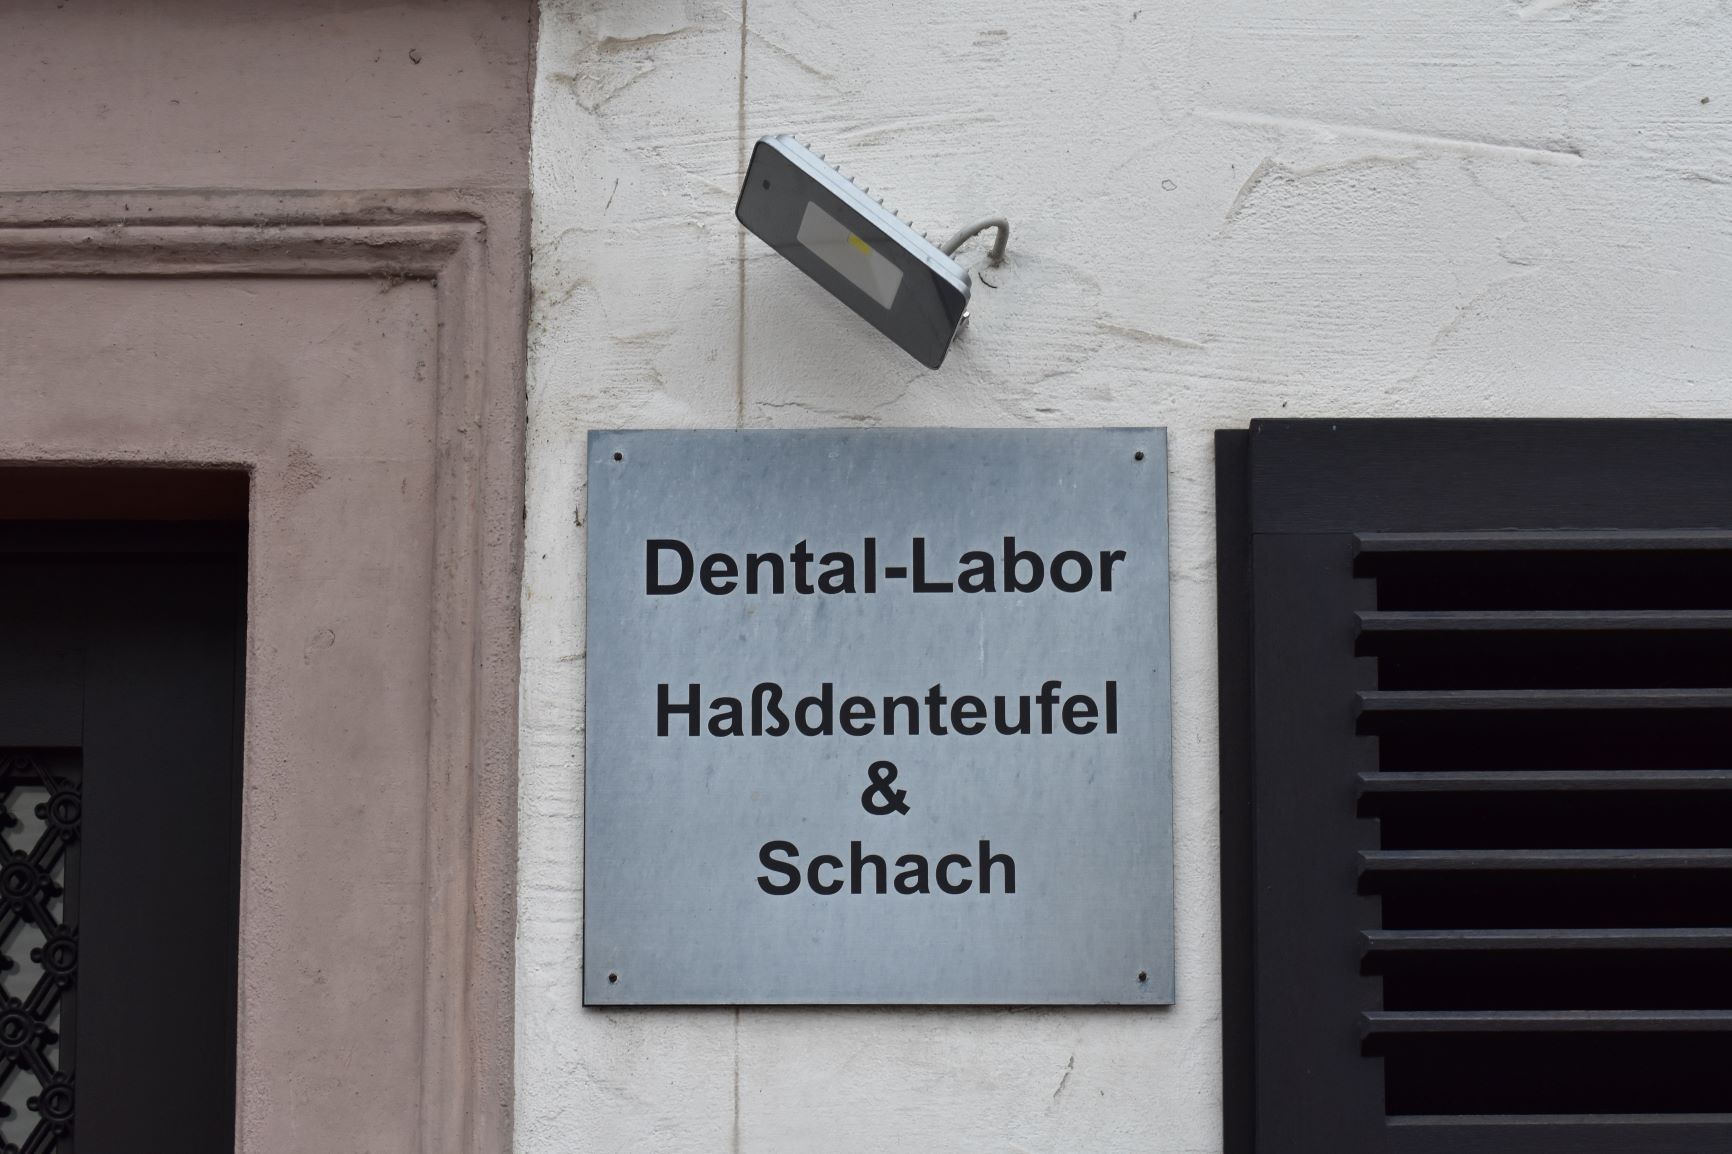 Dental-Labor
Haßdenteufel
&
Schach